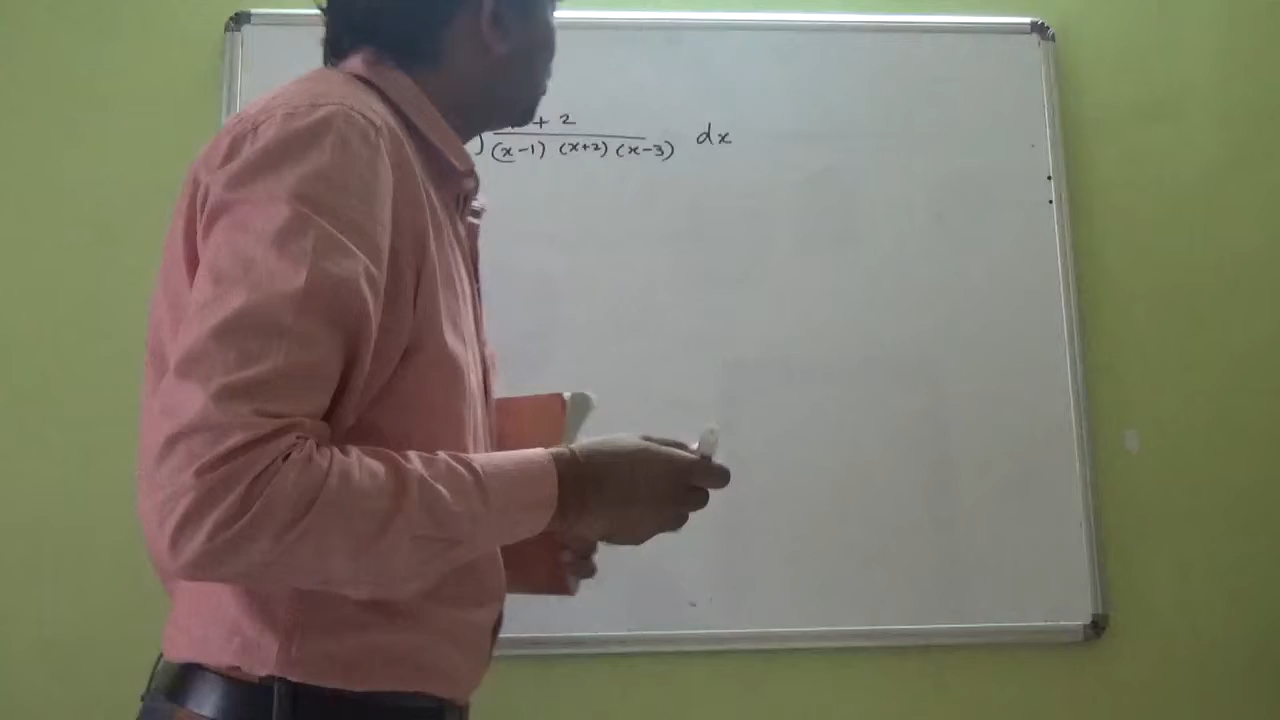 + 2
(x-1) (x+2) (x-3) dx